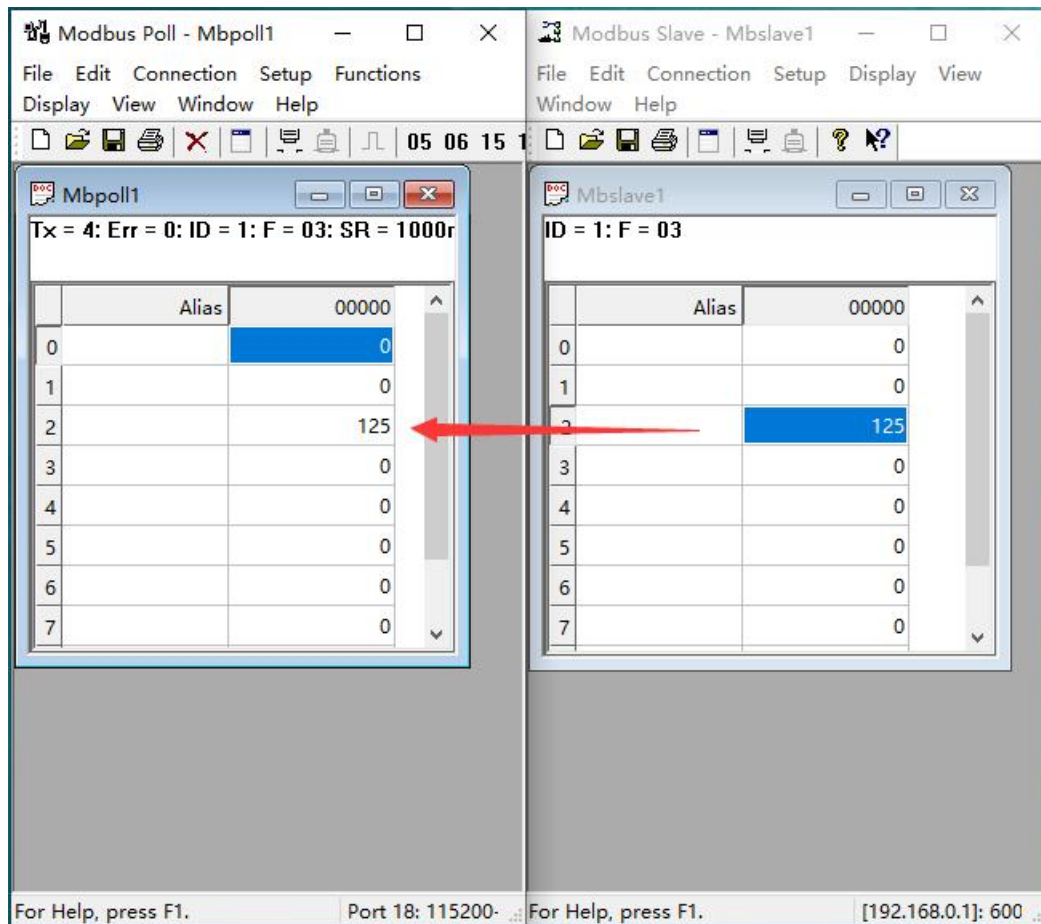 Modbus Poll - Mbpoll1
File Edit Connection Setup Functions
Display View Window Help
05 06 15 1
Mbpoll1
Tx = 4: Err = 0: ID = 1: F = 03: SR = 1000r
Alias 00000
0 0
1 0
2 125
3 0
4 0
5 0
6 0
7 0
For Help, press F1. Port 18: 115200-
Modbus Slave - Mbslave1
File Edit Connection Setup Display View
Window Help
Mbslave1
ID = 1: F = 03
Alias 00000
0 0
1 0
2 125
3 0
4 0
5 0
6 0
7 0
For Help, press F1. [192.168.0.1]: 600